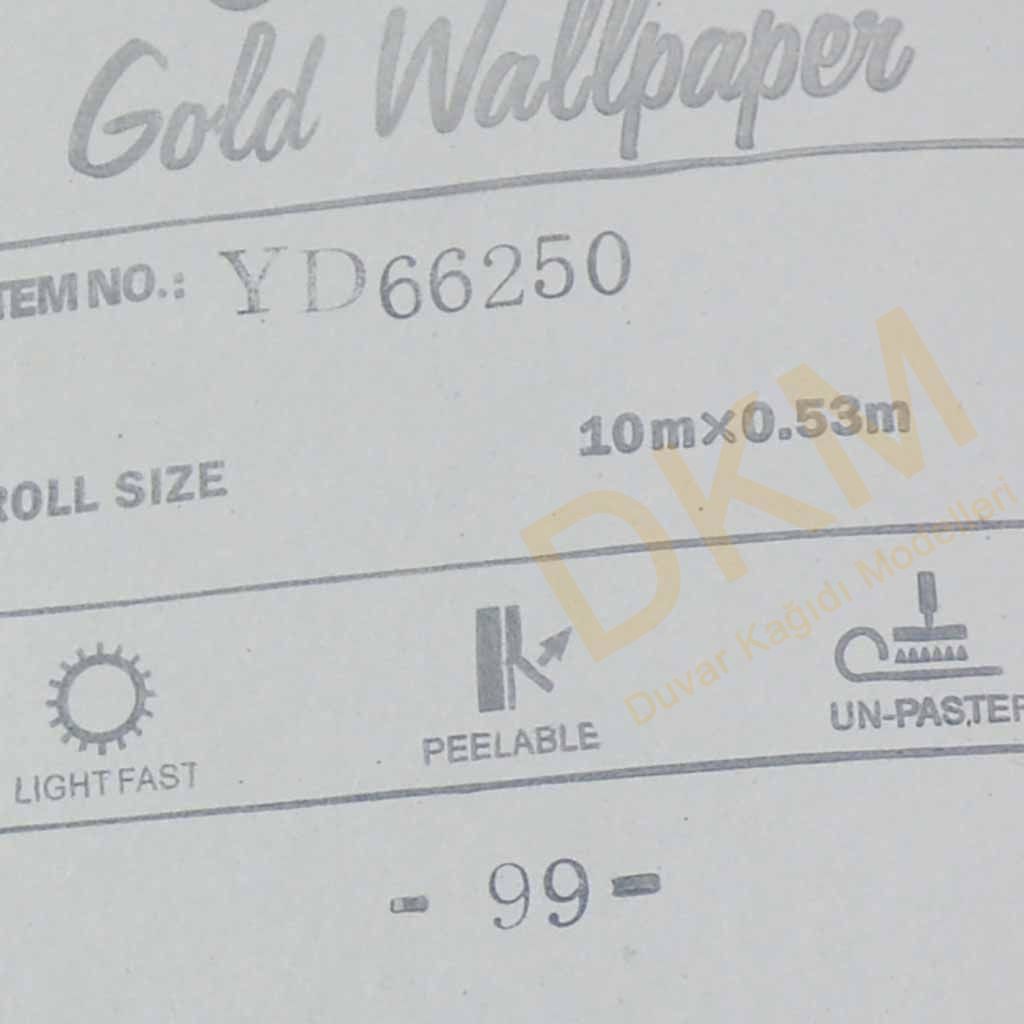 Gold Wallpaper
TEM NO.: YD66250
10m×0.53m
ROLL SIZE
DKM
Duvar Kağıdı Modelleri
LIGHT FAST
PEELABLE
UN-PASTER
- 99 -